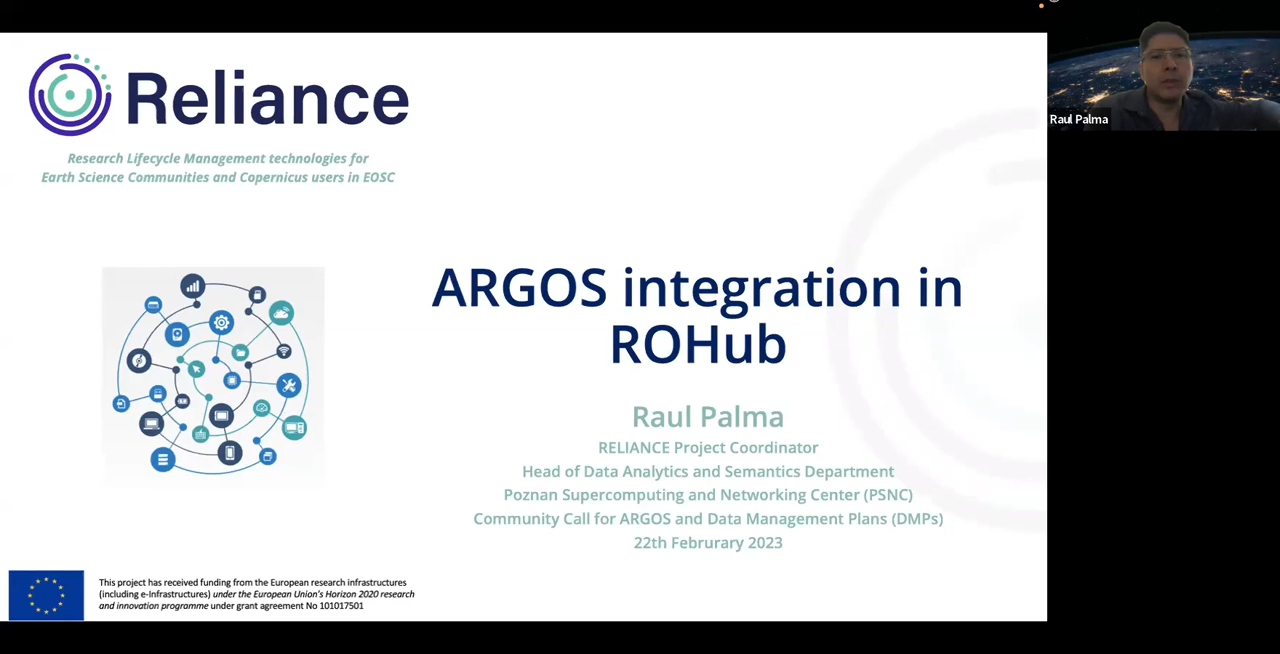 Reliance
Research Lifecycle Management technologies for
Earth Science Communities and Copernicus users in EOSC
Raul Palma
ARGOS integration in
ROHub
Raul Palma
RELIANCE Project Coordinator
Head of Data Analytics and Semantics Department
Poznan Supercomputing and Networking Center (PSNC)
Community Call for ARGOS and Data Management Plans (DMPs)
22th Februrary 2023
This project has received funding from the European research infrastructures
(including e-Infrastructures) under the European Union's Horizon 2020 research
and innovation programme under grant agreement No 101017501